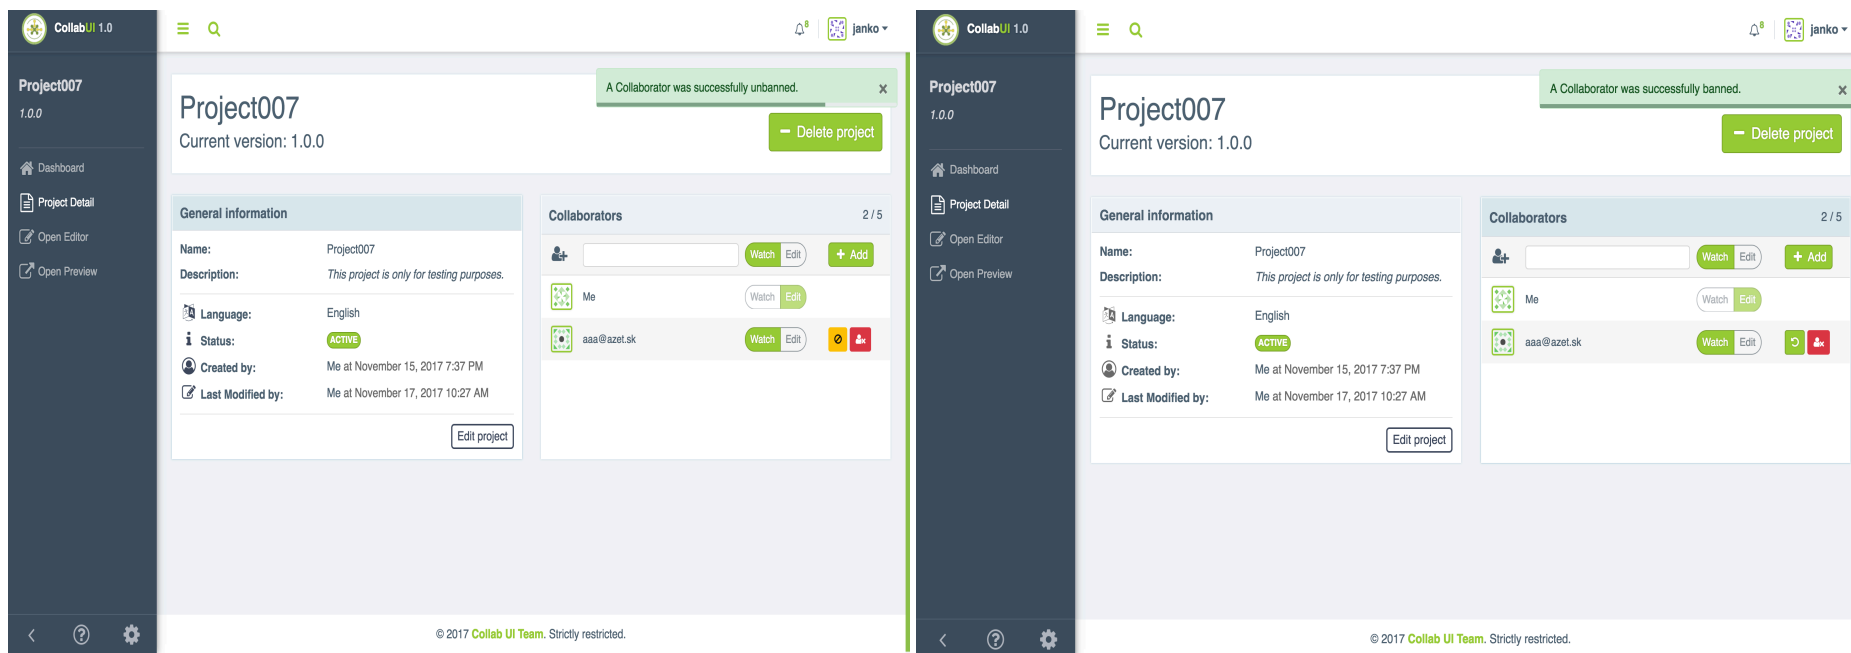 CollabUI 1.0
8
janko
Project007
1.0.0
Dashboard
Project Detail
Open Editor
Open Preview
A Collaborator was successfully unbanned. ×
Project007
Current version: 1.0.0
Delete project
General information
Name: Project007
Description: This project is only for testing purposes.
Language: English
Status: ACTIVE
Created by: Me at November 15, 2017 7:37 PM
Last Modified by: Me at November 17, 2017 10:27 AM
Edit project
Collaborators 2 / 5
Watch Edit + Add
Me Watch Edit
aaa@azet.sk Watch Edit
© 2017 Collab UI Team. Strictly restricted.
CollabUI 1.0
8
janko
Project007
1.0.0
Dashboard
Project Detail
Open Editor
Open Preview
A Collaborator was successfully banned. ×
Project007
Current version: 1.0.0
Delete project
General information
Name: Project007
Description: This project is only for testing purposes.
Language: English
Status: ACTIVE
Created by: Me at November 15, 2017 7:37 PM
Last Modified by: Me at November 17, 2017 10:27 AM
Edit project
Collaborators 2 / 5
Watch Edit + Add
Me Watch Edit
aaa@azet.sk Watch Edit
© 2017 Collab UI Team. Strictly restricted.